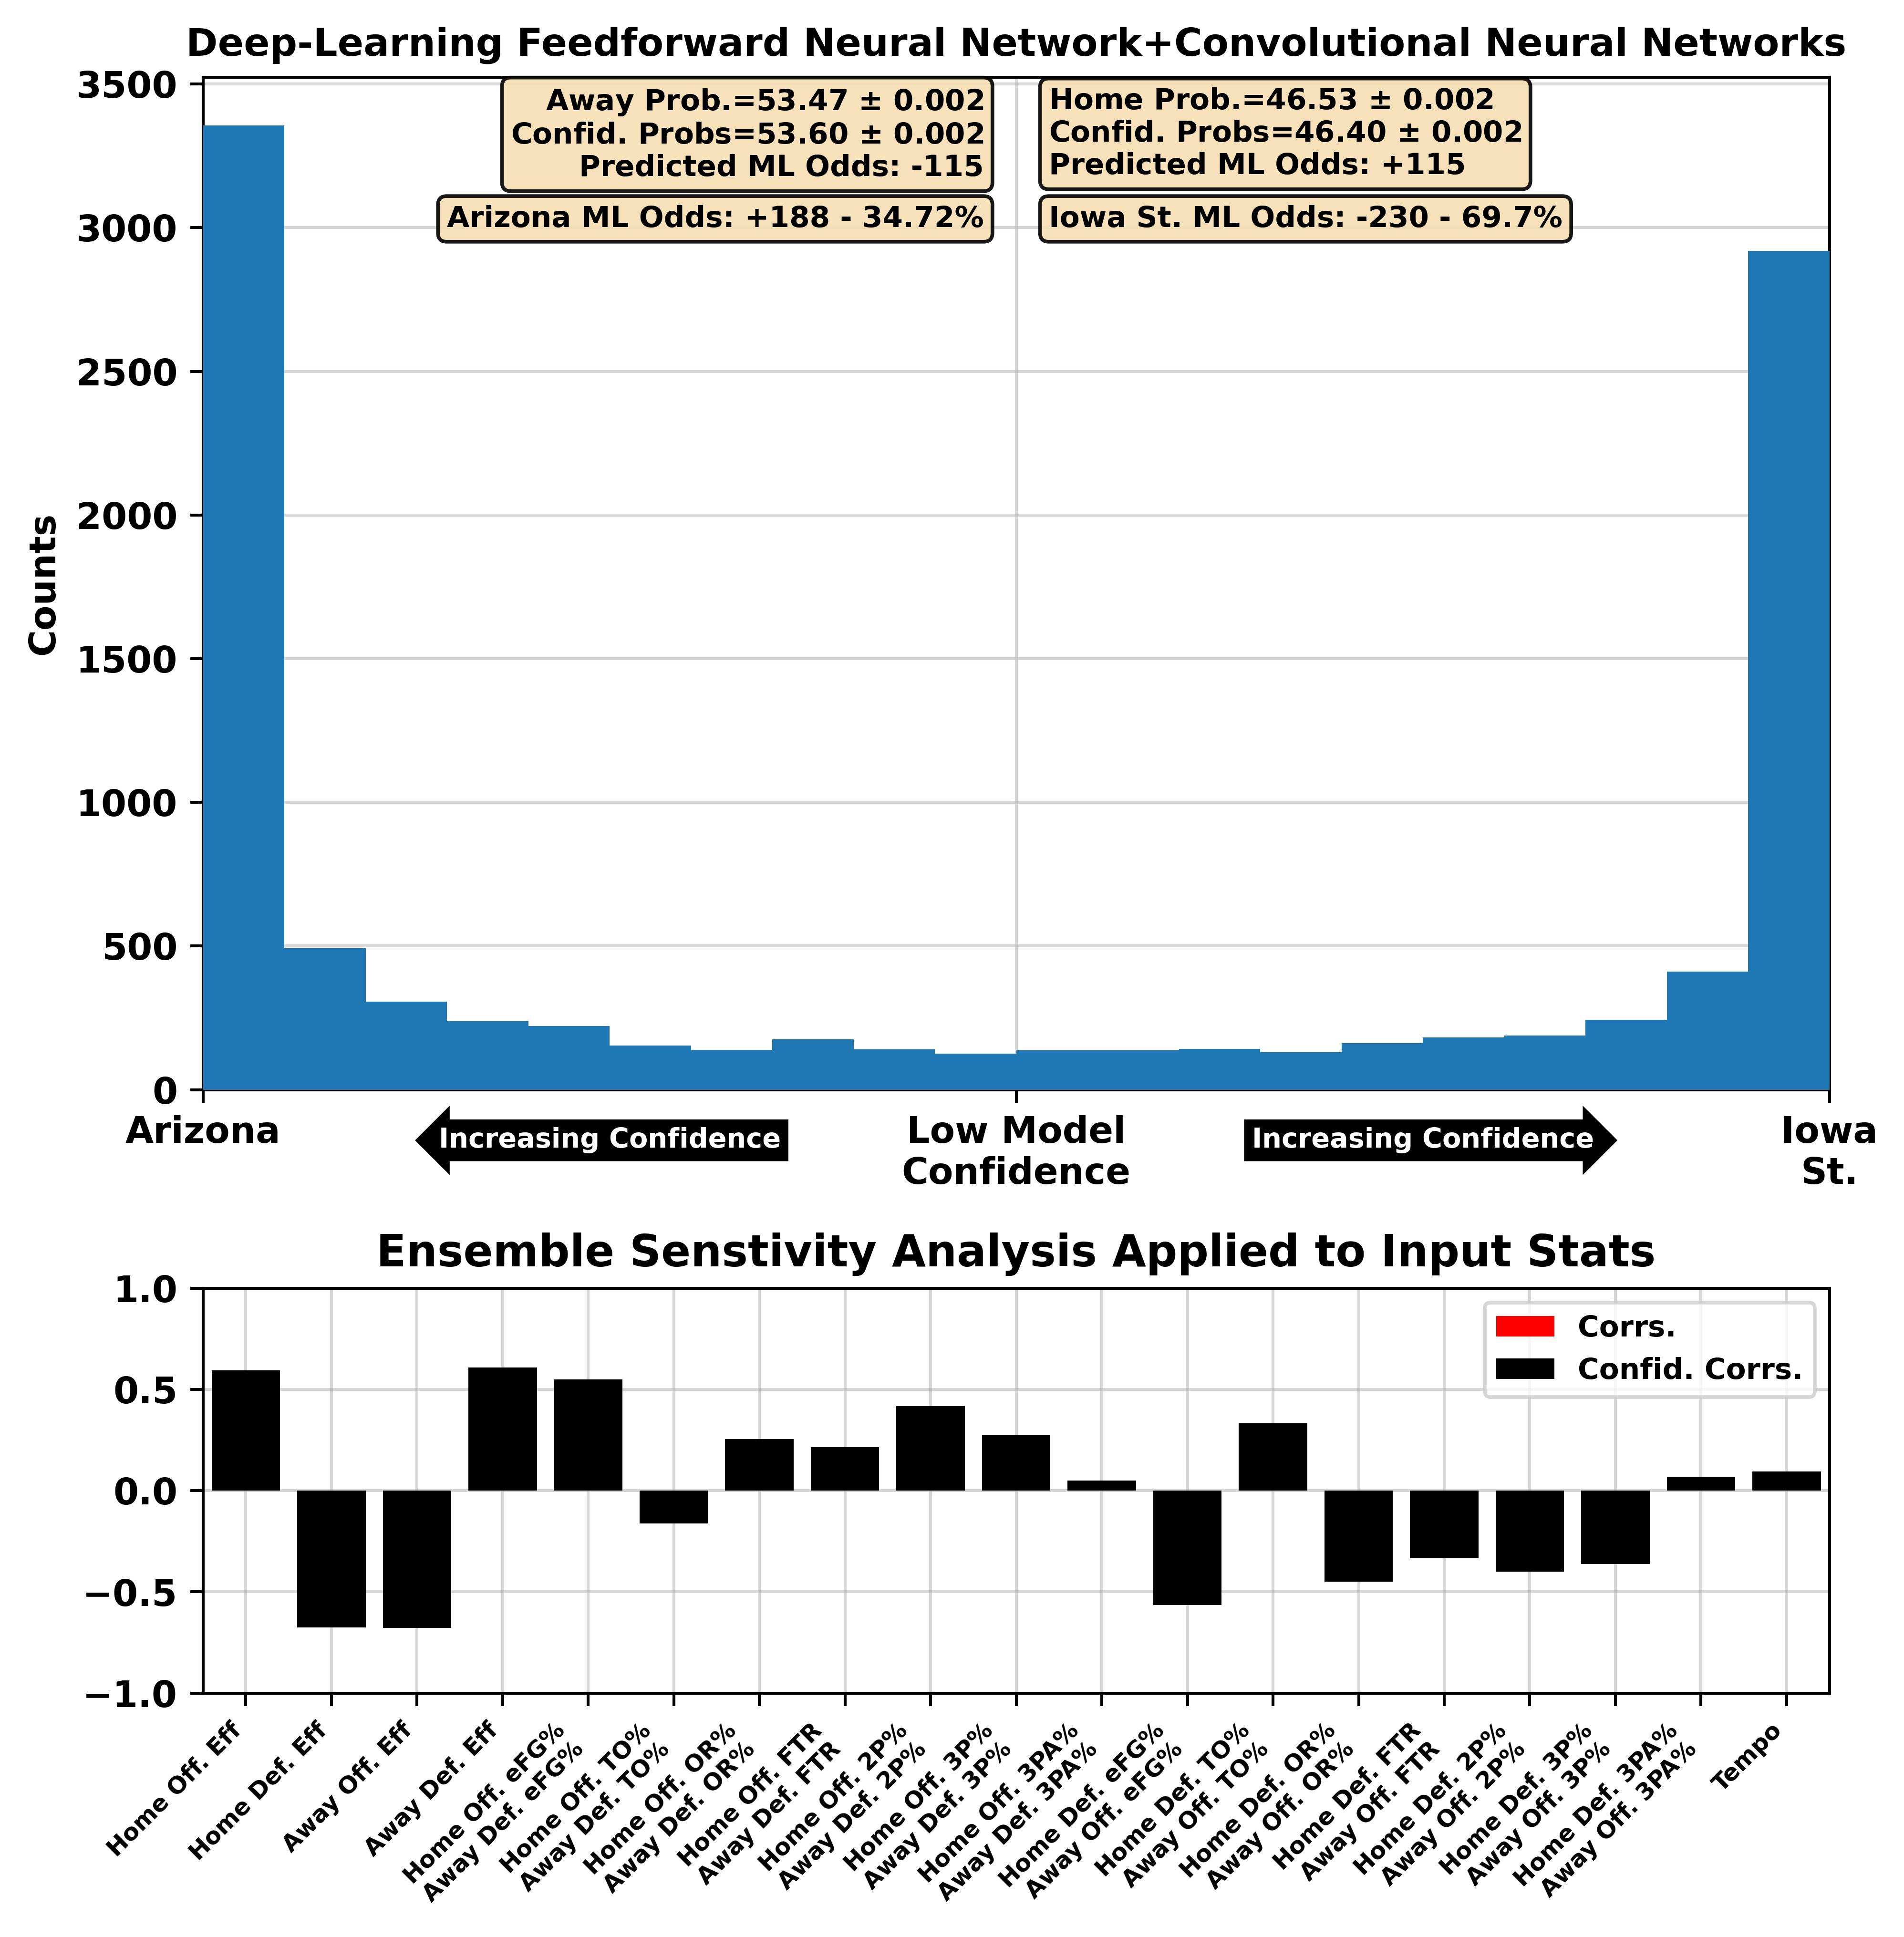 Deep-Learning Feedforward Neural Network+Convolutional Neural Networks
Away Prob.=53.47 ± 0.002
Confid. Probs=53.60 ± 0.002
Predicted ML Odds: -115
Arizona ML Odds: +188 - 34.72%
Home Prob.=46.53 ± 0.002
Confid. Probs=46.40 ± 0.002
Predicted ML Odds: +115
Iowa St. ML Odds: -230 - 69.7%
Counts
3500
3000
2500
2000
1500
1000
500
0
Arizona
Increasing Confidence
Low Model
Confidence
Increasing Confidence
Iowa
St.
Ensemble Senstivity Analysis Applied to Input Stats
1.0
0.5
0.0
−0.5
−1.0
Corrs.
Confid. Corrs.
Home Off. Eff
Home Def. Eff
Away Off. Eff
Away Def. Eff
Home Off. eFG%
Away Def. eFG%
Home Off. TO%
Away Def. TO%
Home Off. OR%
Away Def. OR%
Home Off. FTR
Away Def. FTR
Home Off. 2P%
Away Def. 2P%
Home Off. 3P%
Away Def. 3P%
Home Off. 3PA%
Away Def. 3PA%
Home Def. eFG%
Away Off. eFG%
Home Def. TO%
Away Off. TO%
Home Def. OR%
Away Off. OR%
Home Def. FTR
Away Off. FTR
Home Def. 2P%
Away Off. 2P%
Home Def. 3P%
Away Off. 3P%
Home Def. 3PA%
Away Off. 3PA%
Tempo